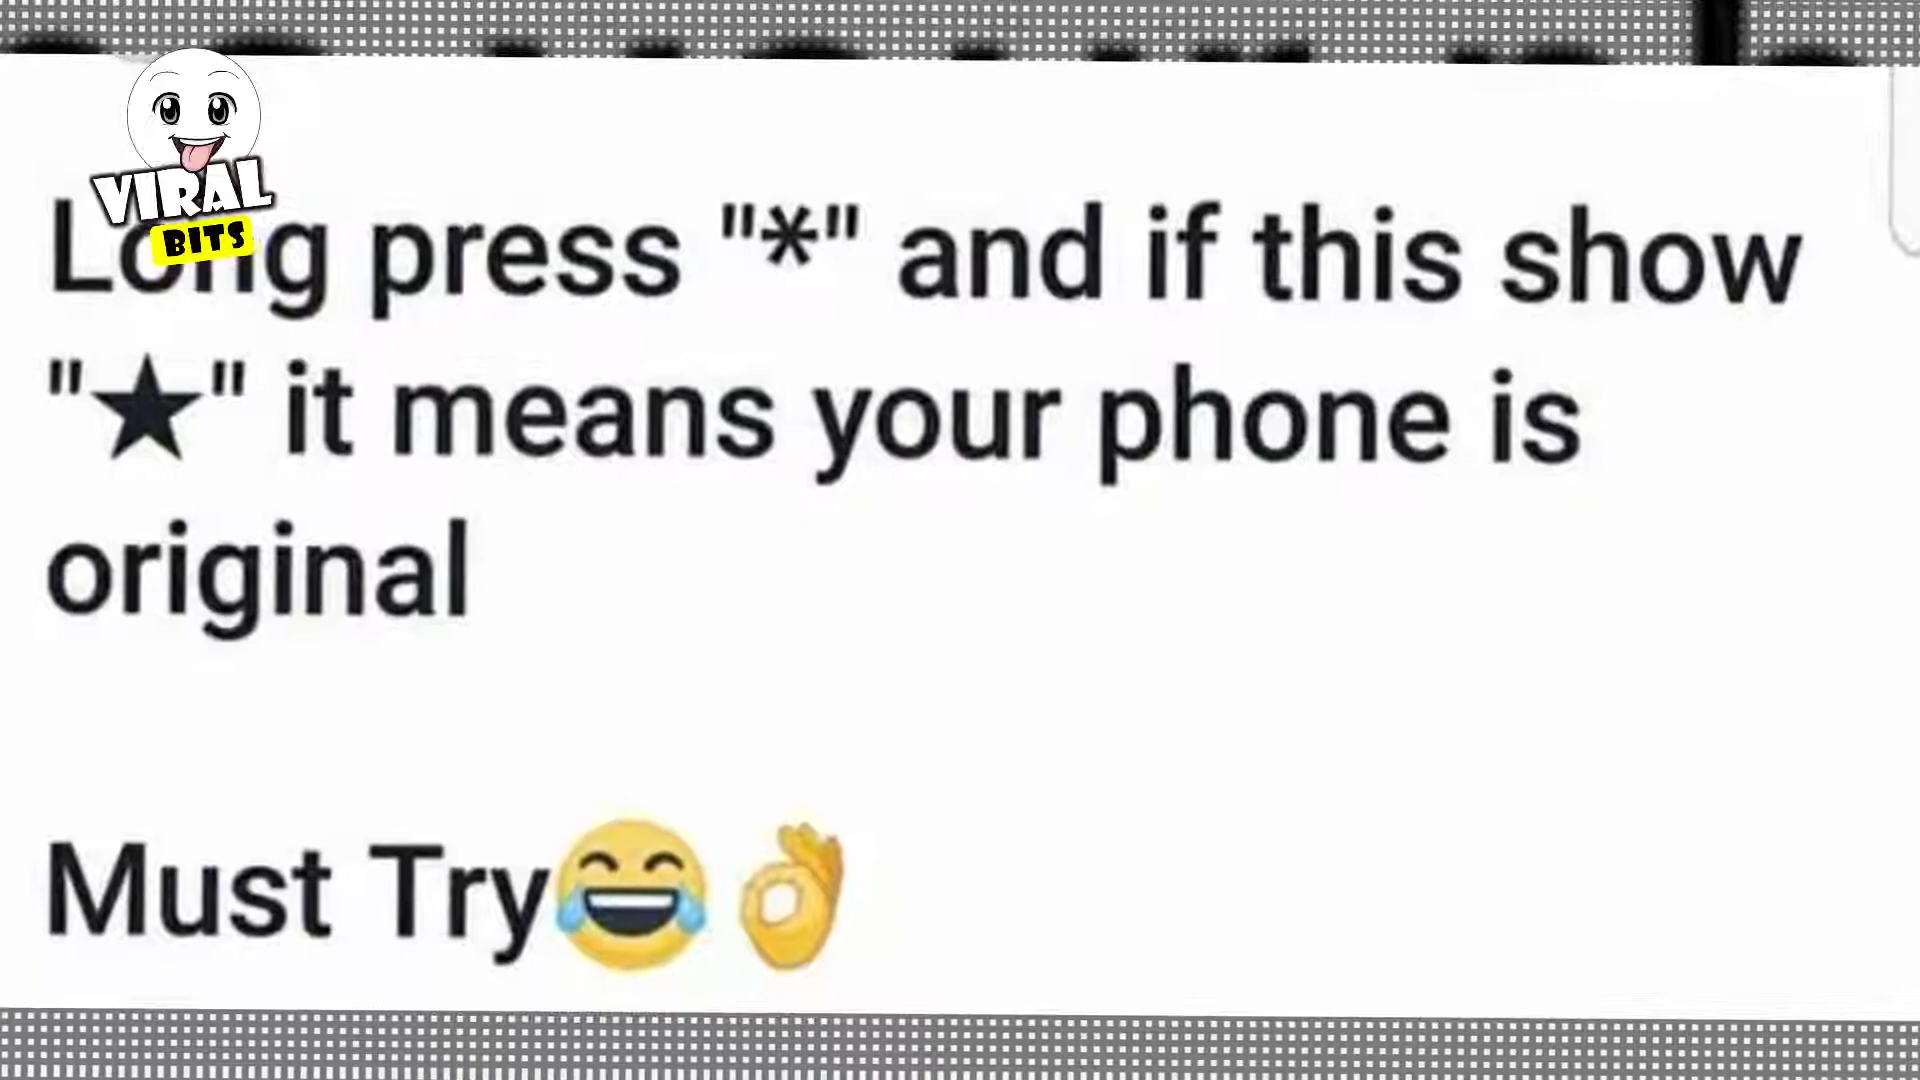 VIRAL
BITS
Long press "*" and if this show
"★" it means your phone is
original
Must Try😂👌